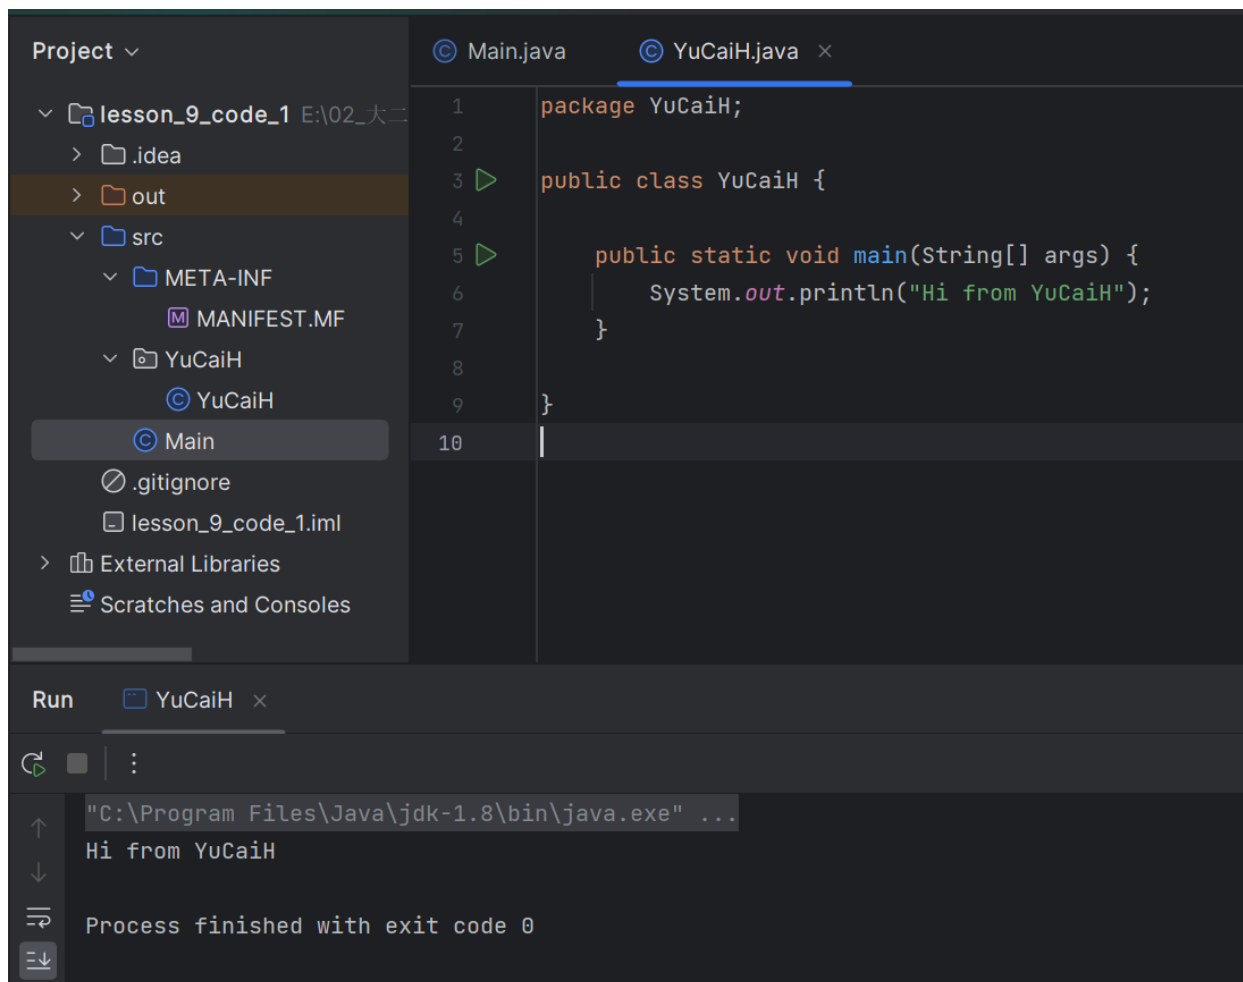 Project
lesson_9_code_1 E:\02_大二
.idea
out
src
META-INF
MANIFEST.MF
YuCaiH
YuCaiH
Main
.gitignore
lesson_9_code_1.iml
External Libraries
Scratches and Consoles
Main.java YuCaiH.java
1 package YuCaiH;
2
3 public class YuCaiH {
4
5 public static void main(String[] args) {
6 System.out.println("Hi from YuCaiH");
7 }
8
9 }
10
Run YuCaiH
"C:\Program Files\Java\jdk-1.8\bin\java.exe" ...
Hi from YuCaiH
Process finished with exit code 0